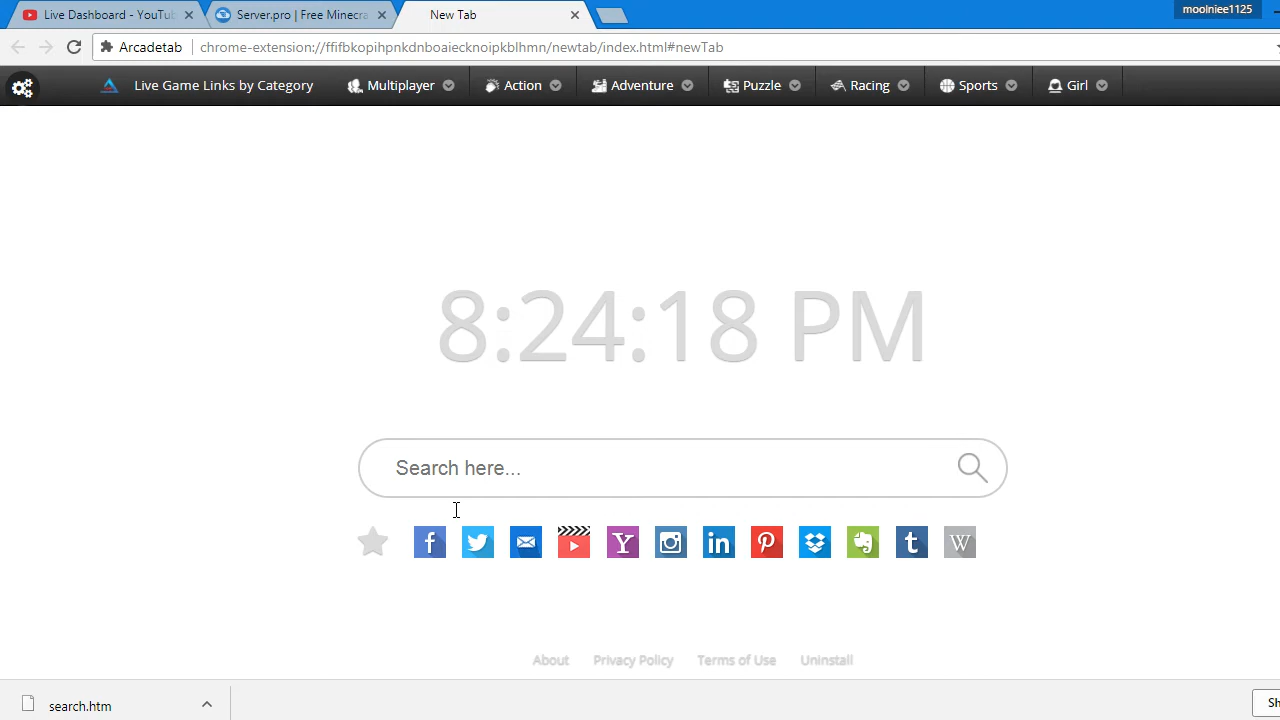 Live Dashboard - YouTub
Server.pro | Free Minecra
New Tab
moolniee1125
Arcadetab
chrome-extension://ffifbkopihpnkdnboaiecknoipkblhmn/newtab/index.html#newTab
Live Game Links by Category
Multiplayer
Action
Adventure
Puzzle
Racing
Sports
Girl
8:24:18 PM
Search here...
f
Y
in
t
W
About
Privacy Policy
Terms of Use
Uninstall
search.htm
Sh